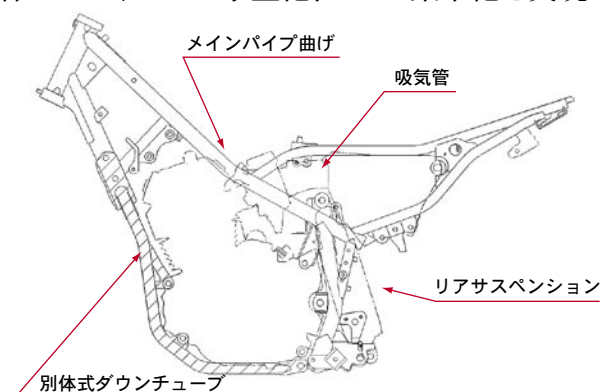 メインパイプ曲げ
吸気管
リアサスペンション
別体式ダウンチューブ